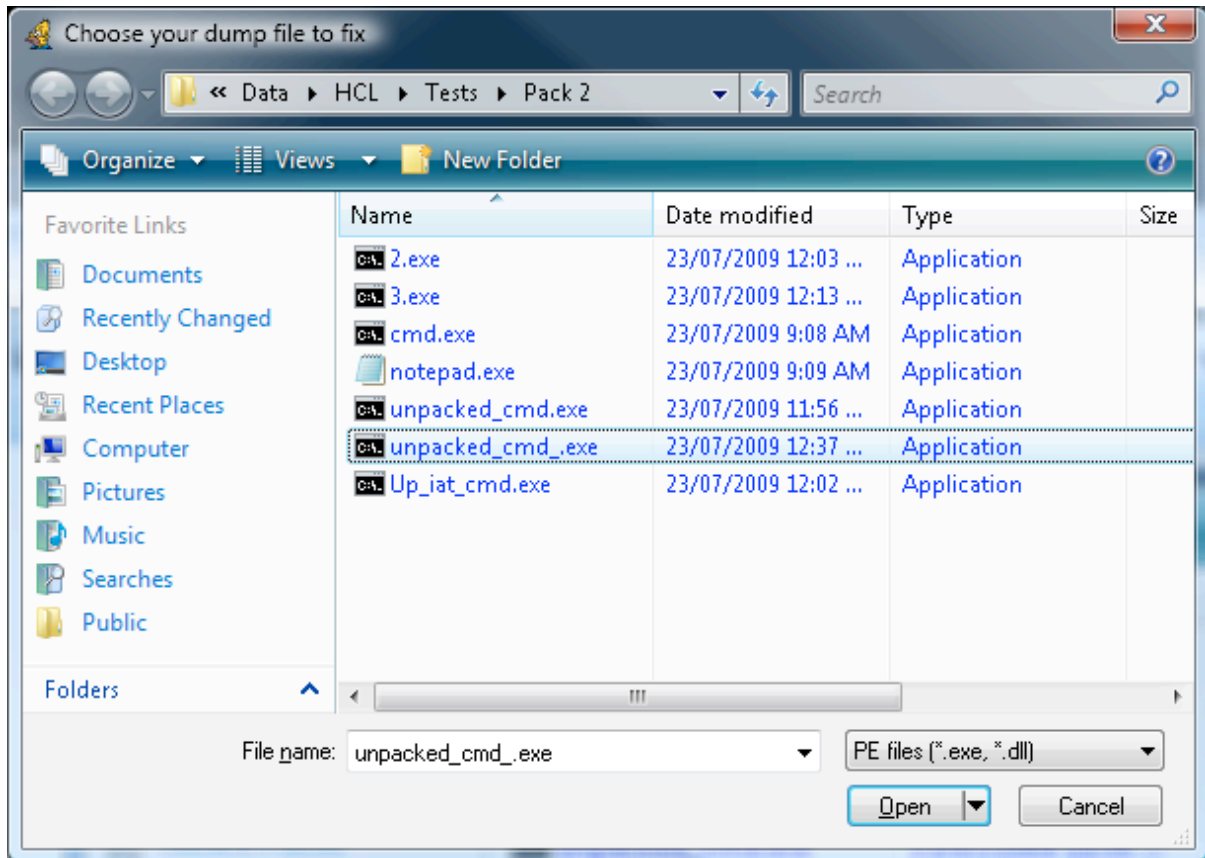 Choose your dump file to fix
« Data ▸ HCL ▸ Tests ▸ Pack 2
Search
Organize Views New Folder
Favorite Links
Documents
Recently Changed
Desktop
Recent Places
Computer
Pictures
Music
Searches
Public
Folders
Name Date modified Type Size
2.exe 23/07/2009 12:03 ... Application
3.exe 23/07/2009 12:13 ... Application
cmd.exe 23/07/2009 9:08 AM Application
notepad.exe 23/07/2009 9:09 AM Application
unpacked_cmd.exe 23/07/2009 11:56 ... Application
unpacked_cmd_.exe 23/07/2009 12:37 ... Application
Up_iat_cmd.exe 23/07/2009 12:02 ... Application
File name: unpacked_cmd_.exe PE files (*.exe, *.dll)
Open Cancel